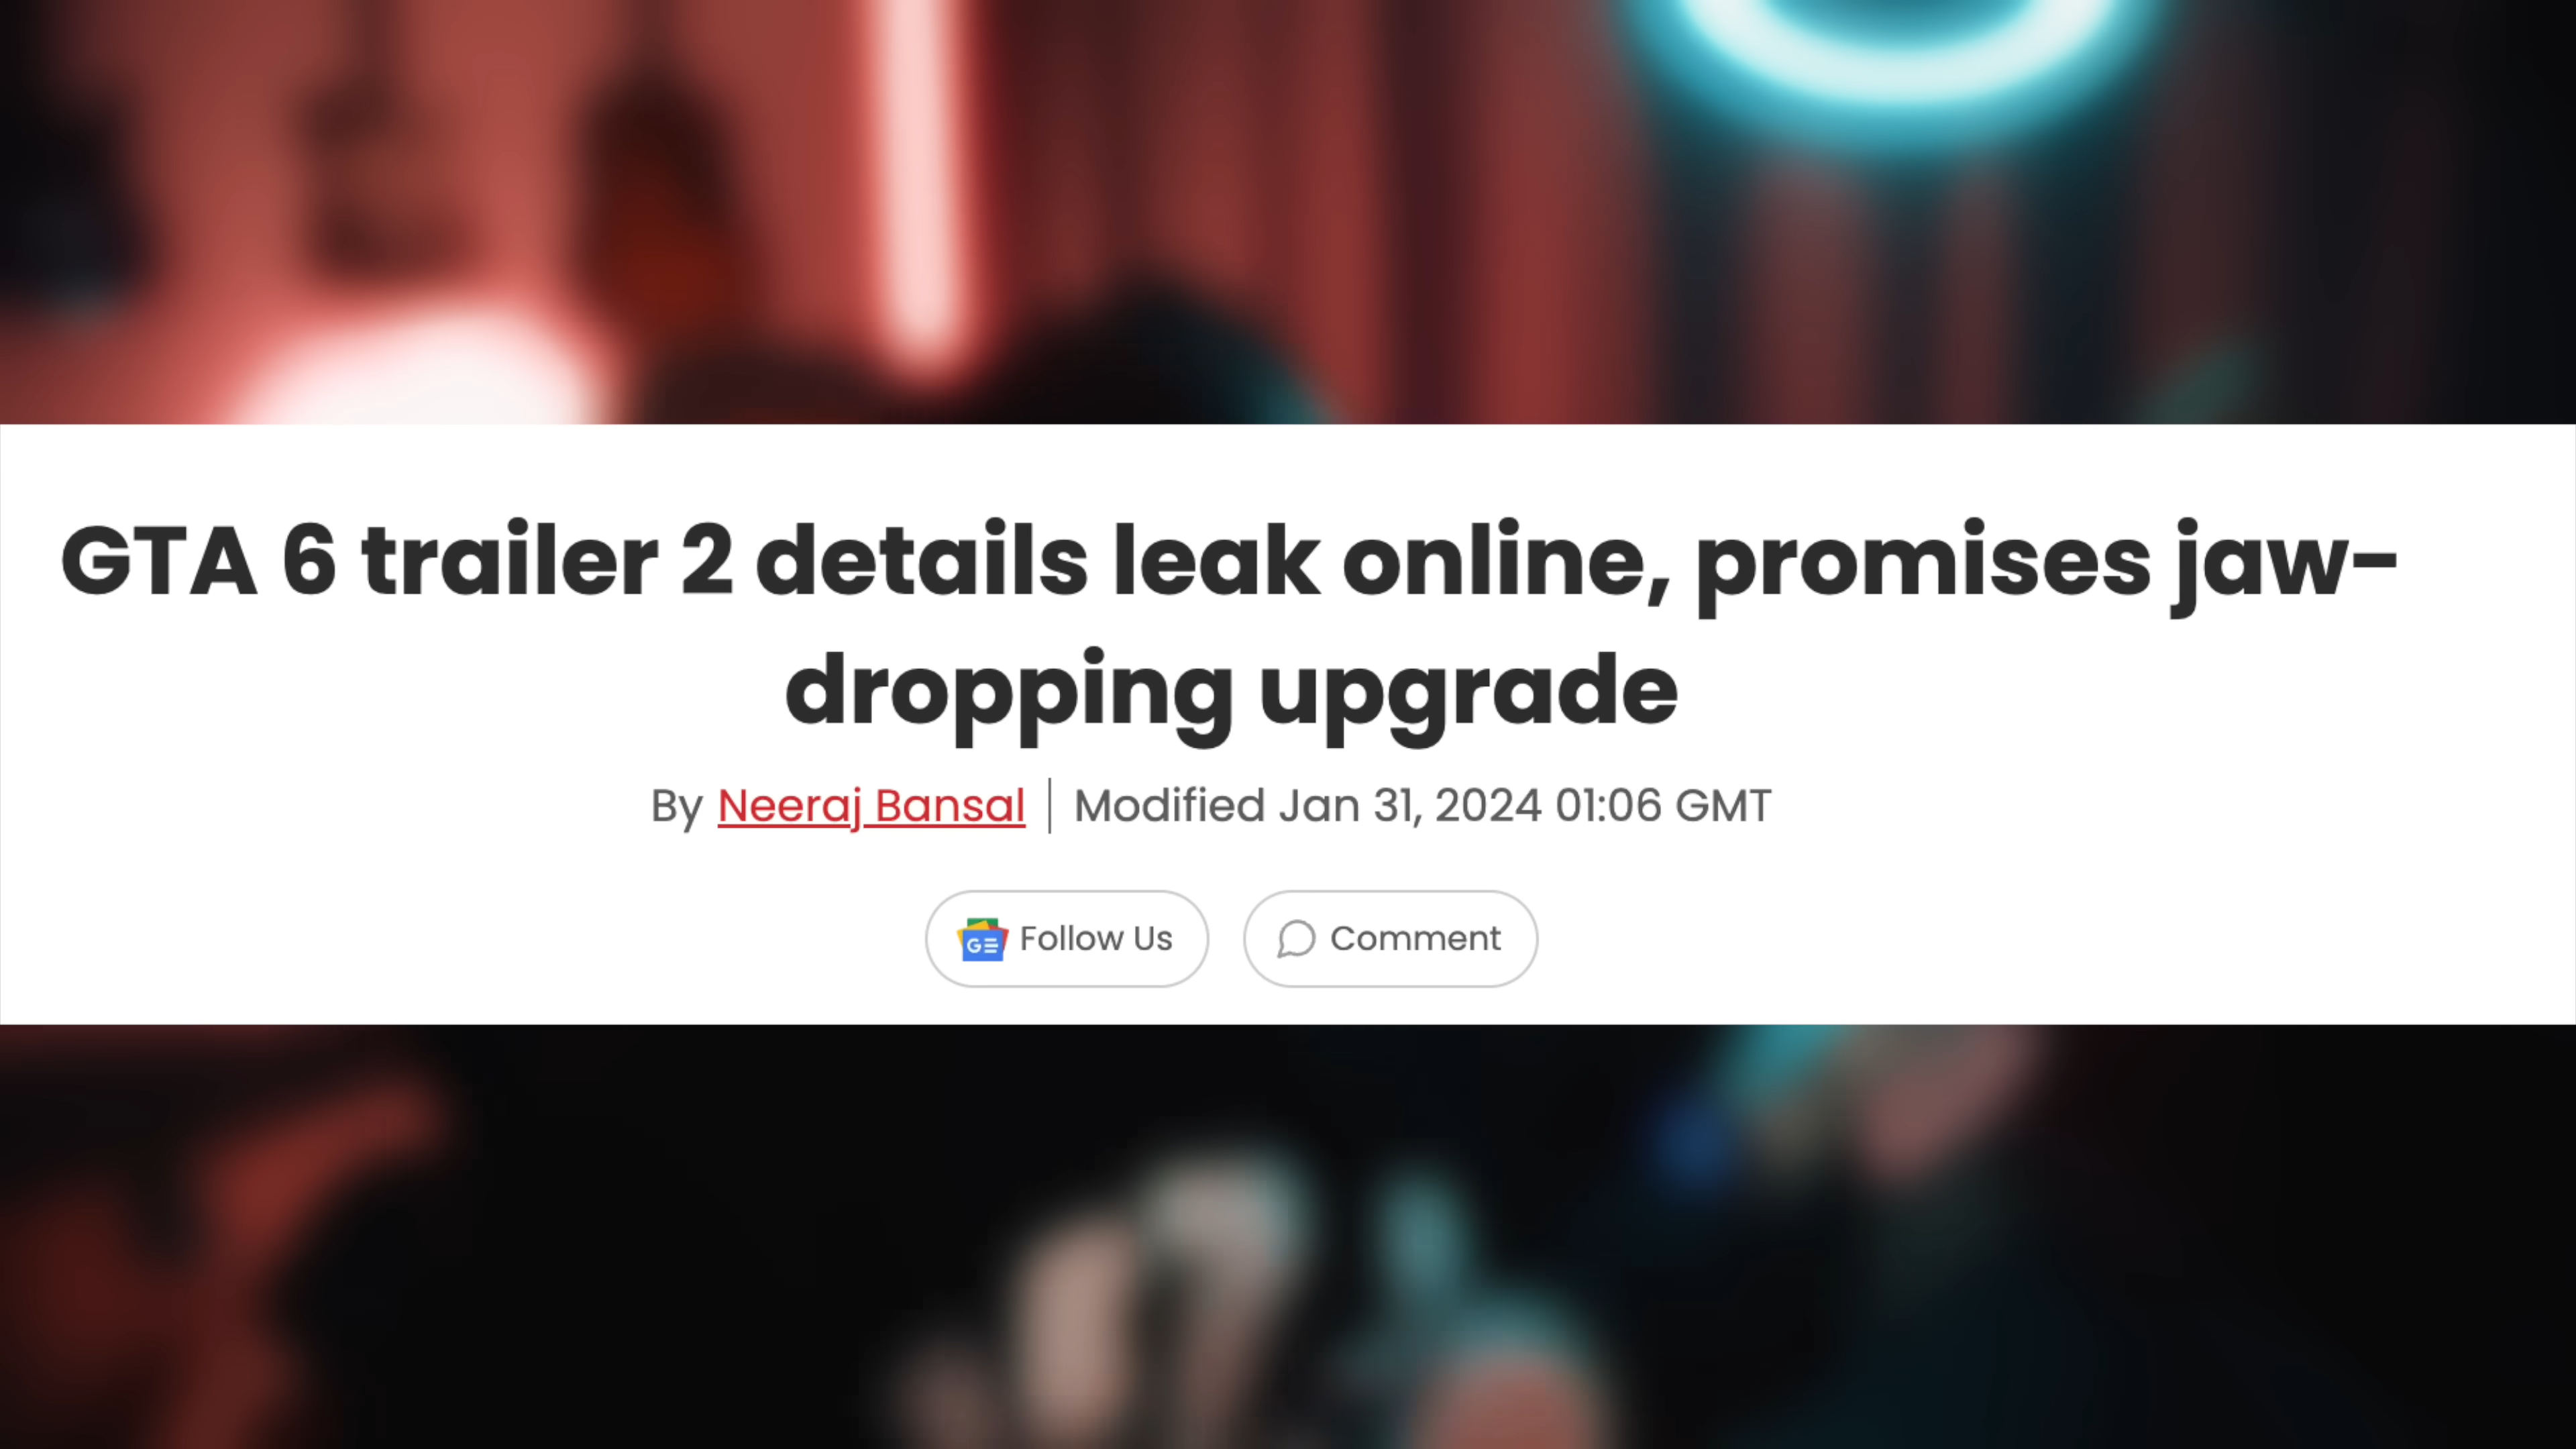 GTA 6 trailer 2 details leak online, promises jaw-
dropping upgrade
By Neeraj Bansal | Modified Jan 31, 2024 01:06 GMT
GE Follow Us Comment